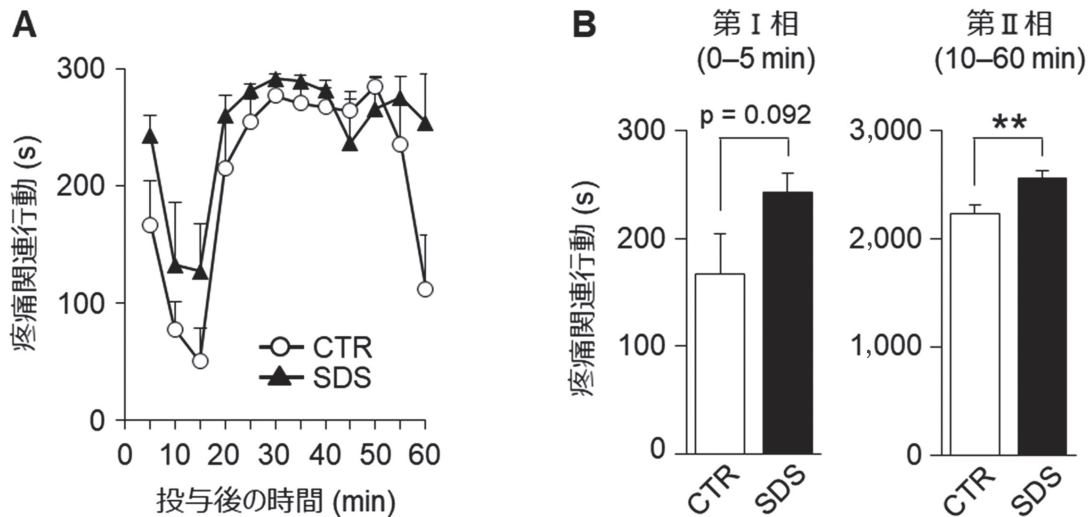 A
300
200
100
0
疼痛関連行動 (s)
CTR
SDS
0 10 20 30 40 50 60
投与後の時間 (min)
B
第Ⅰ相
(0–5 min)
p = 0.092
300
200
100
0
疼痛関連行動 (s)
CTR
SDS
第Ⅱ相
(10–60 min)
**
3,000
2,000
1,000
0
CTR
SDS